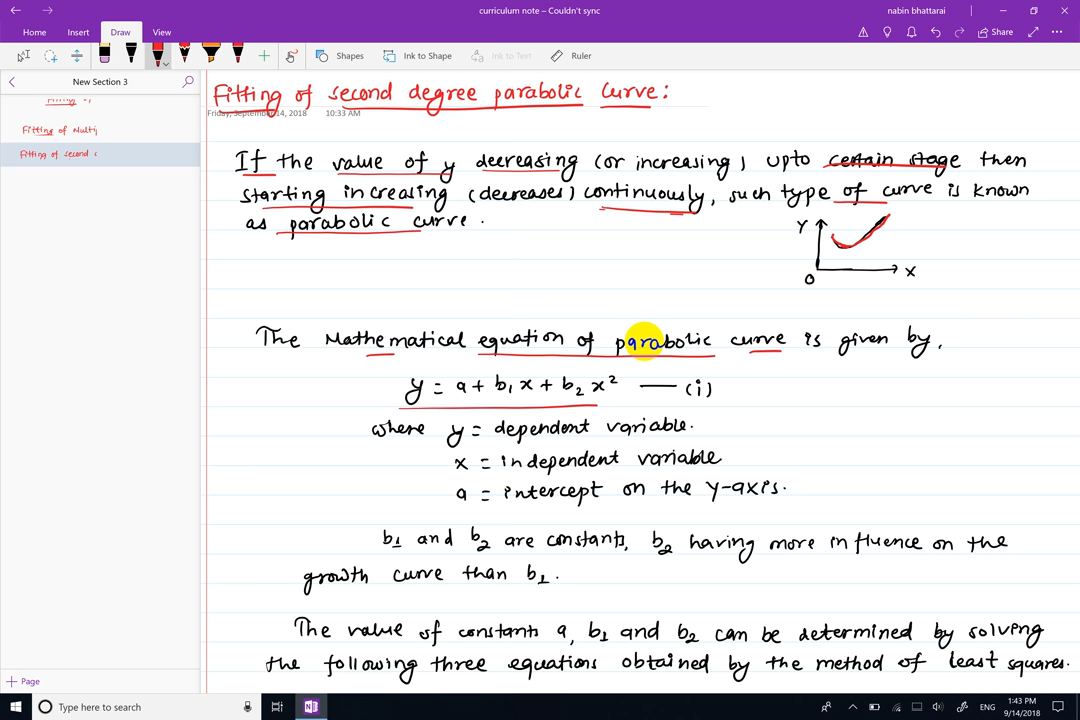 curriculum note – Couldn't sync
nabin bhattarai
Home Insert Draw View
Share
Shapes Ink to Shape Ink to Text Ruler
New Section 3
Fitting of Multip
Fitting of second c
Fitting of second degree parabolic curve:
Friday, September 14, 2018 10:33 AM
If the value of y decreasing (or increasing) upto certain stage then
starting increasing (decreases) continuously, such type of curve is known
as parabolic curve.
Y
O X
The Mathematical equation of parabolic curve is given by,
y = a + b₁x + b₂x² — (i)
where y = dependent variable.
x = independent variable
a = intercept on the y-axis.
b₁ and b₂ are constants, b₂ having more influence on the
growth curve than b₁.
The value of constants a, b₁ and b₂ can be determined by solving
the following three equations obtained by the method of least squares.
+ Page
Type here to search
ENG
1:43 PM
9/14/2018